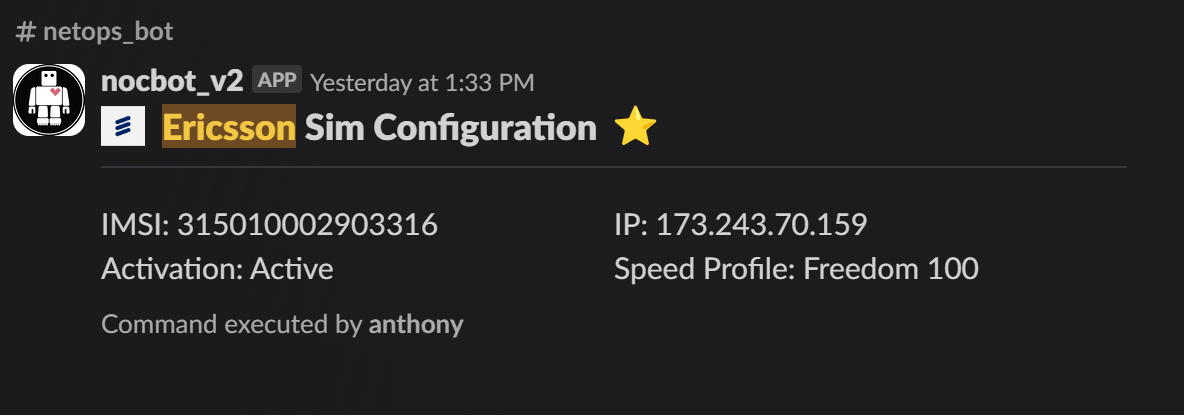 # netops_bot
nocbot_v2 APP Yesterday at 1:33 PM
Ericsson Sim Configuration
IMSI: 315010002903316
IP: 173.243.70.159
Activation: Active
Speed Profile: Freedom 100
Command executed by anthony